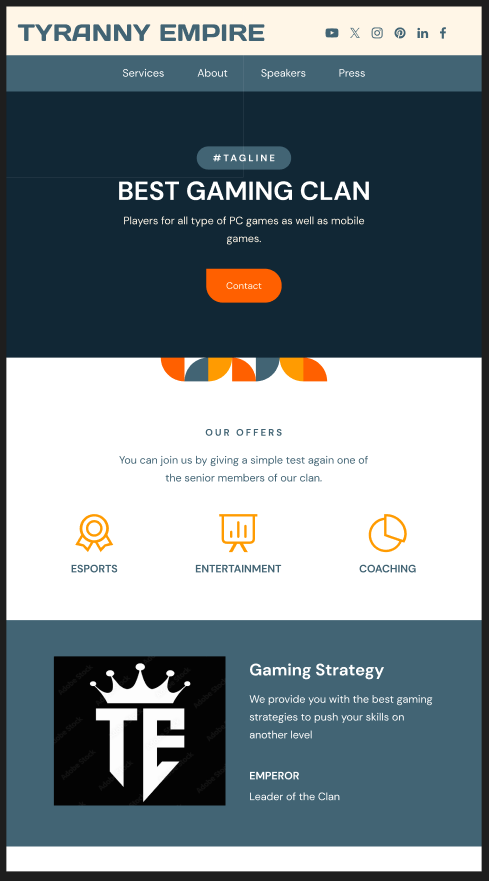 TYRANNY EMPIRE
Services About Speakers Press
#TAGLINE
BEST GAMING CLAN
Players for all type of PC games as well as mobile
games.
Contact
OUR OFFERS
You can join us by giving a simple test again one of
the senior members of our clan.
ESPORTS ENTERTAINMENT COACHING
TE
Adobe Stock
Gaming Strategy
We provide you with the best gaming
strategies to push your skills on
another level
EMPEROR
Leader of the Clan